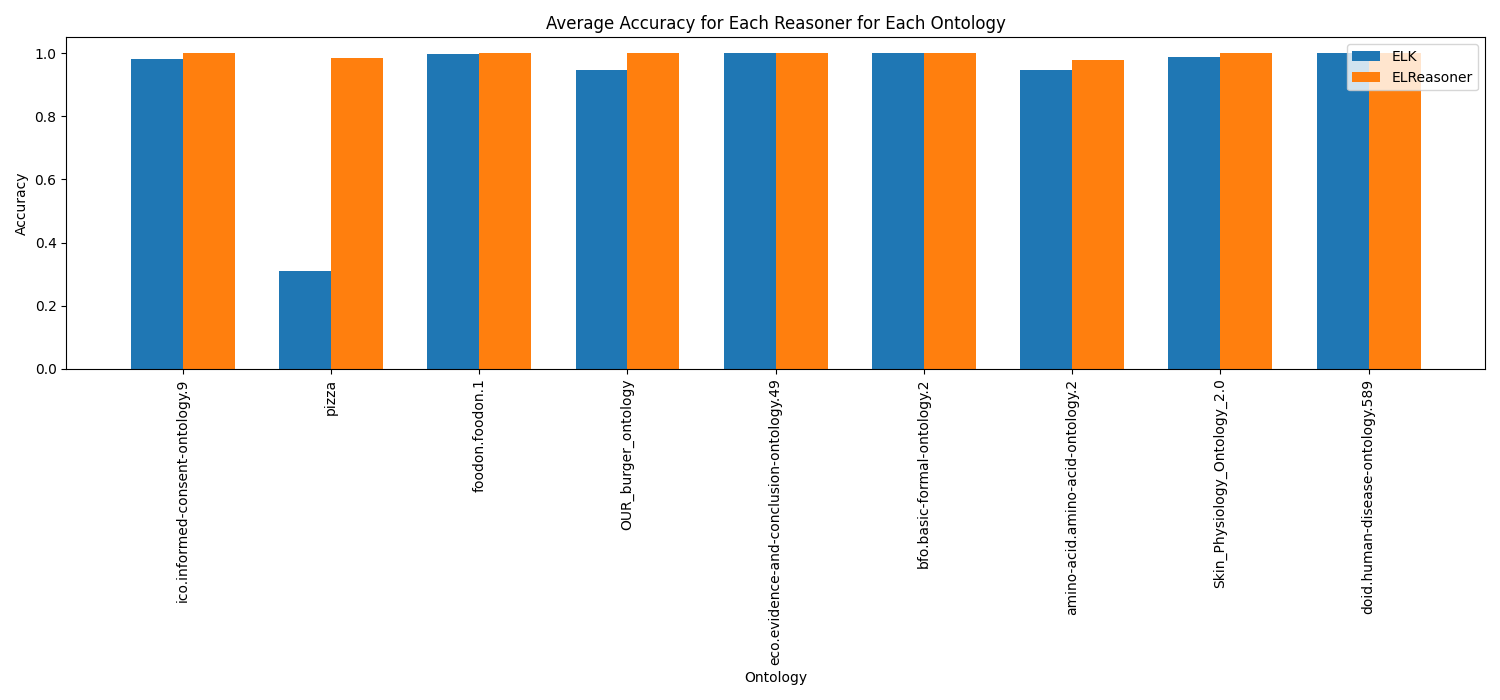 Average Accuracy for Each Reasoner for Each Ontology
Accuracy
1.0
0.8
0.6
0.4
0.2
0.0
ELK
ELReasoner
ico.informed-consent-ontology.9
pizza
foodon.foodon.1
OUR_burger_ontology
eco.evidence-and-conclusion-ontology.49
bfo.basic-formal-ontology.2
amino-acid.amino-acid-ontology.2
Skin_Physiology_Ontology_2.0
doid.human-disease-ontology.589
Ontology